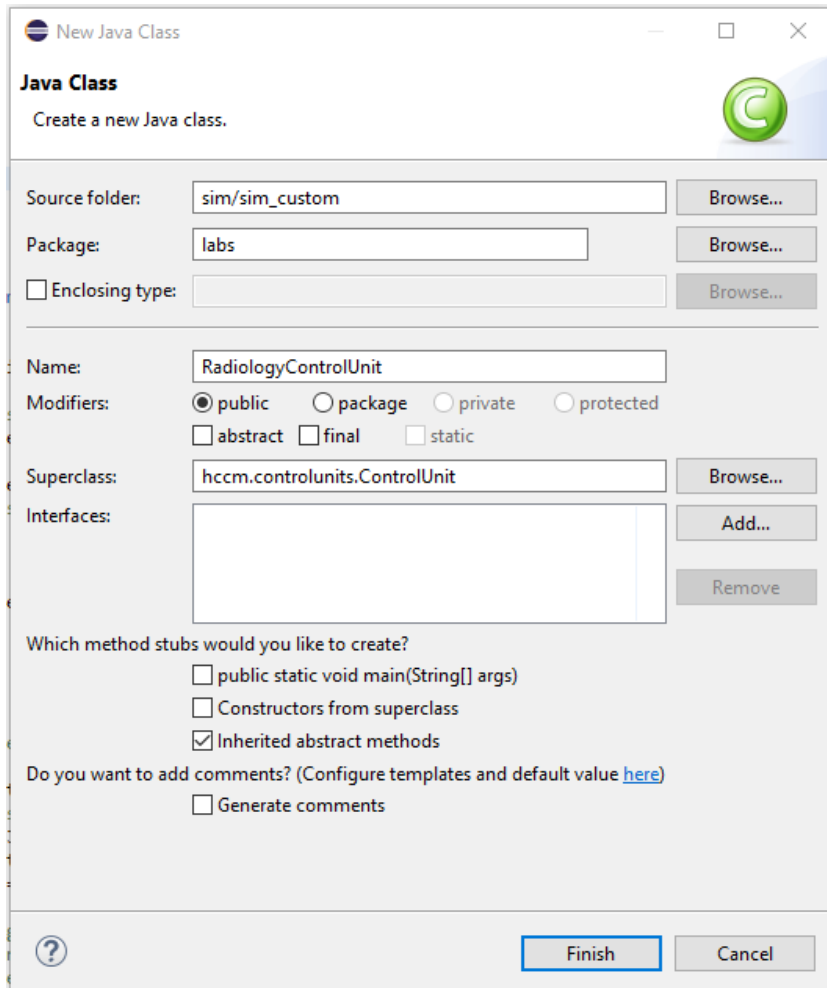 New Java Class
Java Class
Create a new Java class.
C
Source folder: sim/sim_custom Browse...
Package: labs Browse...
Enclosing type: Browse...
Name: RadiologyControlUnit
Modifiers: public package private protected
abstract final static
Superclass: hccm.controlunits.ControlUnit Browse...
Interfaces: Add...
Remove
Which method stubs would you like to create?
public static void main(String[] args)
Constructors from superclass
Inherited abstract methods
Do you want to add comments? (Configure templates and default value here)
Generate comments
? Finish Cancel